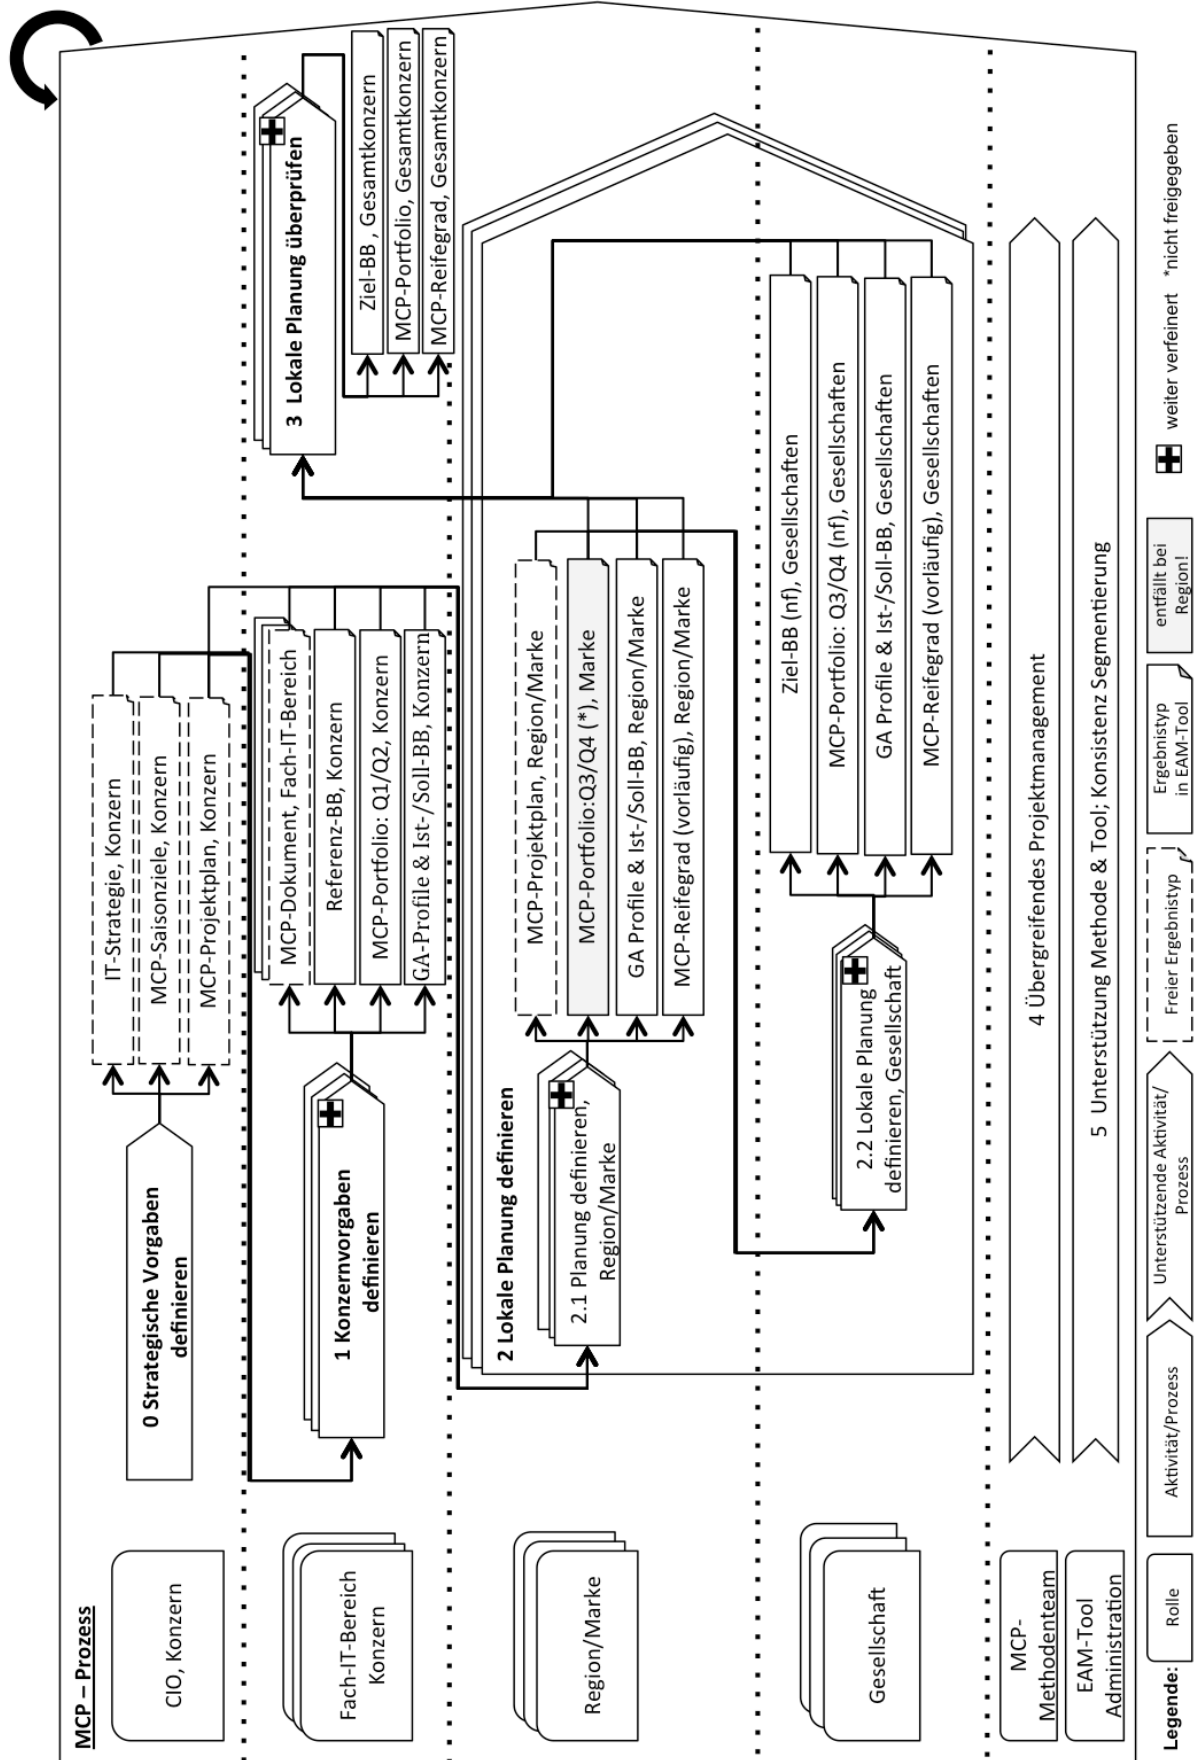 MCP – Prozess
CIO, Konzern
0 Strategische Vorgaben
definieren
IT-Strategie, Konzern
MCP-Saisonziele, Konzern
MCP-Projektplan, Konzern
Fach-IT-Bereich
Konzern
1 Konzernvorgaben
definieren
MCP-Dokument, Fach-IT-Bereich
Referenz-BB, Konzern
MCP-Portfolio: Q1/Q2, Konzern
GA-Profile & Ist-/Soll-BB, Konzern
3 Lokale Planung überprüfen
Ziel-BB , Gesamtkonzern
MCP-Portfolio, Gesamtkonzern
MCP-Reifegrad, Gesamtkonzern
Region/Marke
2 Lokale Planung definieren
2.1 Planung definieren,
Region/Marke
MCP-Projektplan, Region/Marke
MCP-Portfolio:Q3/Q4 (*), Marke
GA Profile & Ist-/Soll-BB, Region/Marke
MCP-Reifegrad (vorläufig), Region/Marke
Gesellschaft
2.2 Lokale Planung
definieren, Gesellschaft
Ziel-BB (nf), Gesellschaften
MCP-Portfolio: Q3/Q4 (nf), Gesellschaften
GA Profile & Ist-/Soll-BB, Gesellschaften
MCP-Reifegrad (vorläufig), Gesellschaften
MCP-
Methodenteam
4 Übergreifendes Projektmanagement
EAM-Tool
Administration
5 Unterstützung Methode & Tool; Konsistenz Segmentierung
Legende:
Rolle
Aktivität/Prozess
Unterstützende Aktivität/
Prozess
Freier Ergebnistyp
Ergebnistyp
in EAM-Tool
entfällt bei
Region!
weiter verfeinert
*nicht freigegeben